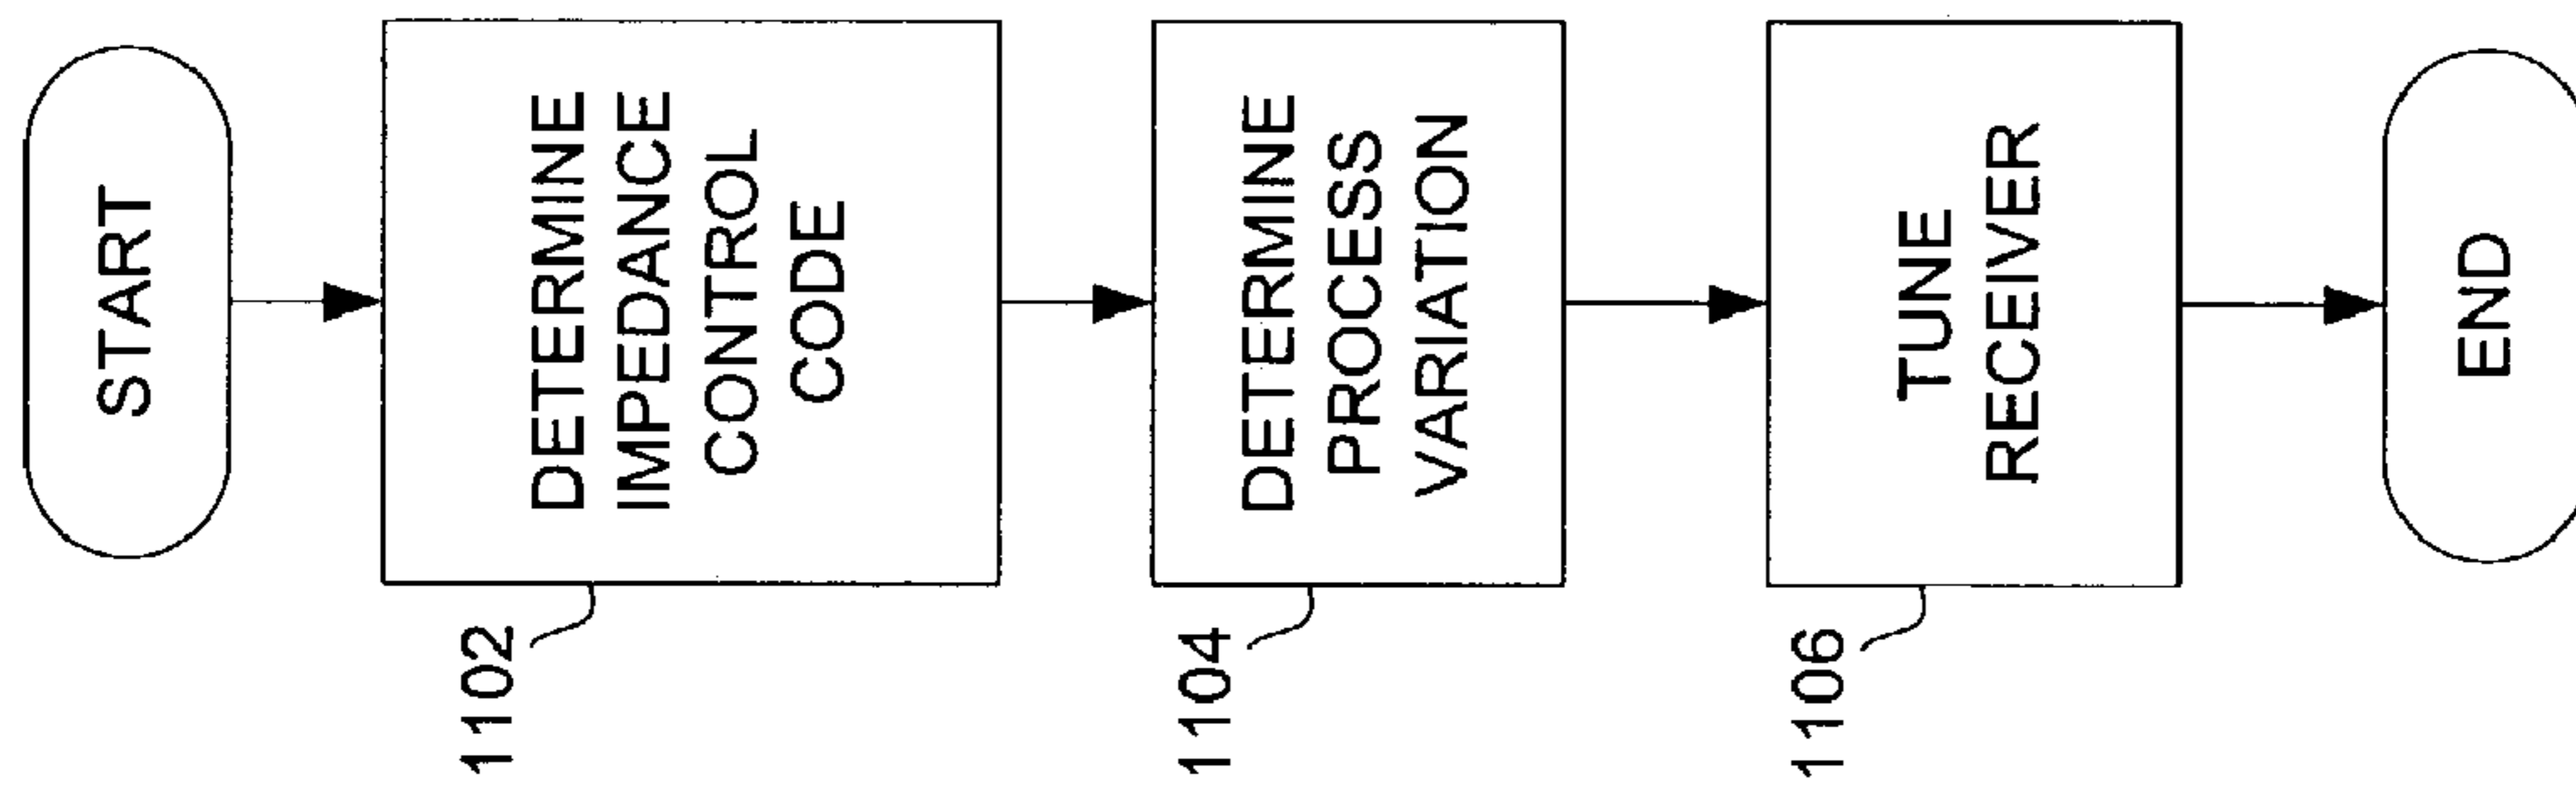 START
1102
DETERMINE
IMPEDANCE
CONTROL
CODE
1104
DETERMINE
PROCESS
VARIATION
1106
TUNE
RECEIVER
END